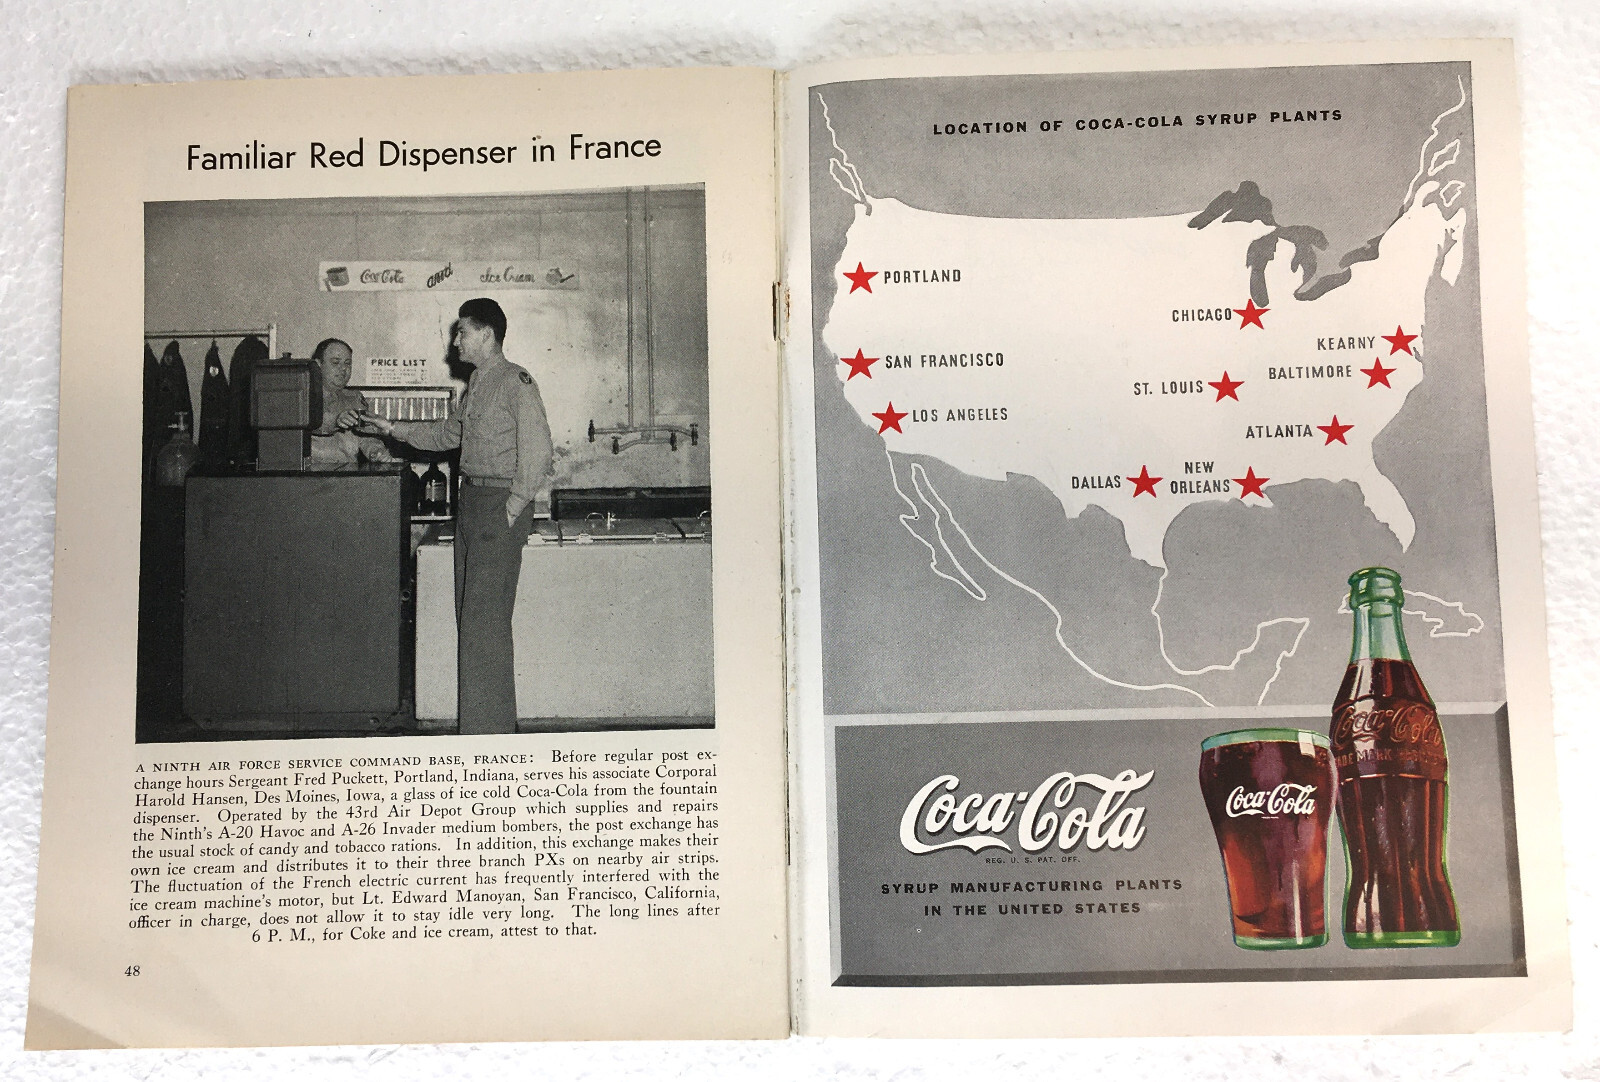 Familiar Red Dispenser in France
Coca-Cola and Ice Cream
PRICE LIST
A NINTH AIR FORCE SERVICE COMMAND BASE, FRANCE: Before regular post ex-
change hours Sergeant Fred Puckett, Portland, Indiana, serves his associate Corporal
Harold Hansen, Des Moines, Iowa, a glass of ice cold Coca-Cola from the fountain
dispenser. Operated by the 43rd Air Depot Group which supplies and repairs
the Ninth's A-20 Havoc and A-26 Invader medium bombers, the post exchange has
the usual stock of candy and tobacco rations. In addition, this exchange makes their
own ice cream and distributes it to their three branch PXs on nearby air strips.
The fluctuation of the French electric current has frequently interfered with the
ice cream machine's motor, but Lt. Edward Manoyan, San Francisco, California,
officer in charge, does not allow it to stay idle very long. The long lines after
6 P. M., for Coke and ice cream, attest to that.
48
LOCATION OF COCA-COLA SYRUP PLANTS
PORTLAND
CHICAGO
KEARNY
SAN FRANCISCO
BALTIMORE
ST. LOUIS
LOS ANGELES
ATLANTA
DALLAS
NEW
ORLEANS
Coca-Cola
REG. U. S. PAT. OFF.
SYRUP MANUFACTURING PLANTS
IN THE UNITED STATES
Coca-Cola
Coca-Cola